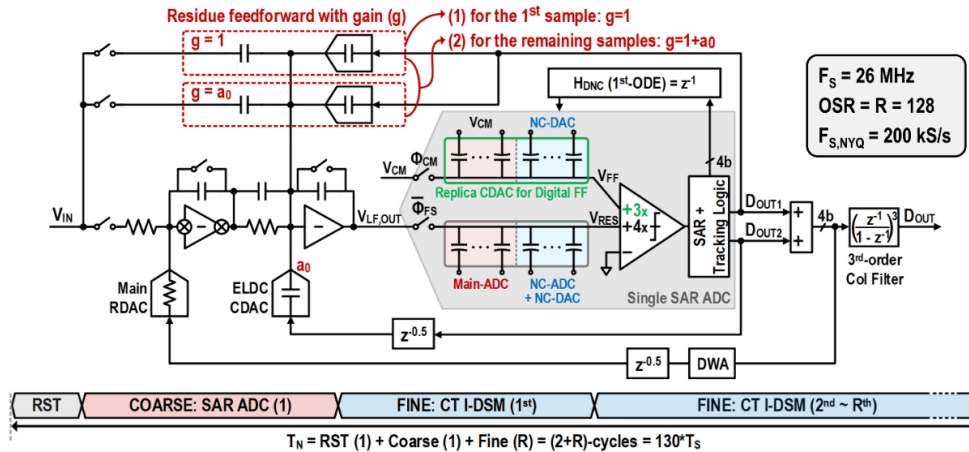 Residue feedforward with gain (g)
(1) for the 1st sample: g=1
(2) for the remaining samples: g=1+a0
g = 1
g = a0
HDNC (1st-ODE) = z-1
FS = 26 MHz
OSR = R = 128
FS,NYQ = 200 kS/s
VCM
NC-DAC
4b
VCM
ΦCM
VFF
Replica CDAC for Digital FF
VIN
VLF,OUT
Φ̅FS
VRES
+3x
+4x
SAR +
Tracking Logic
DOUT1
DOUT2
+
+
4b
(z-1 / 1 - z-1)3
DOUT
3rd-order
CoI Filter
Main-ADC
NC-ADC
+ NC-DAC
Single SAR ADC
a0
Main
RDAC
ELDC
CDAC
z-0.5
z-0.5
DWA
RST
COARSE: SAR ADC (1)
FINE: CT I-DSM (1st)
FINE: CT I-DSM (2nd ~ Rth)
TN = RST (1) + Coarse (1) + Fine (R) = (2+R)-cycles = 130*TS